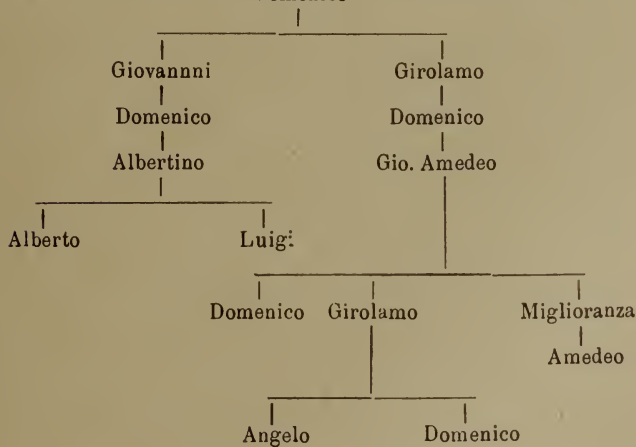 Giovannni Girolamo
Domenico Domenico
Albertino Gio. Amedeo
Alberto Luigi
Domenico Girolamo Miglioranza
Amedeo
Angelo Domenico